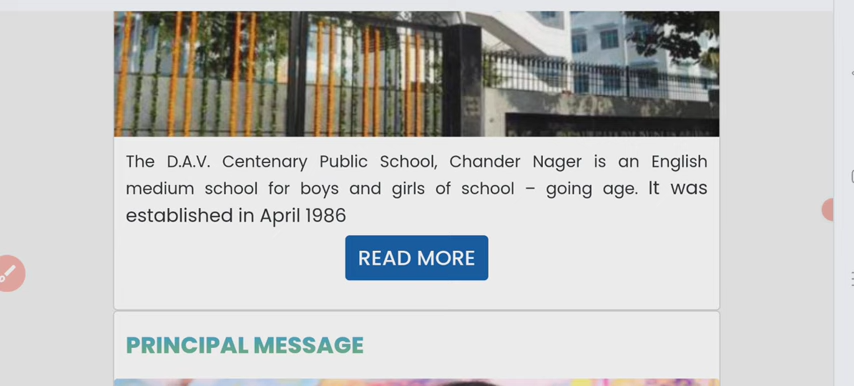 The D.A.V. Centenary Public School, Chander Nager is an English
medium school for boys and girls of school – going age. It was
established in April 1986
READ MORE
PRINCIPAL MESSAGE